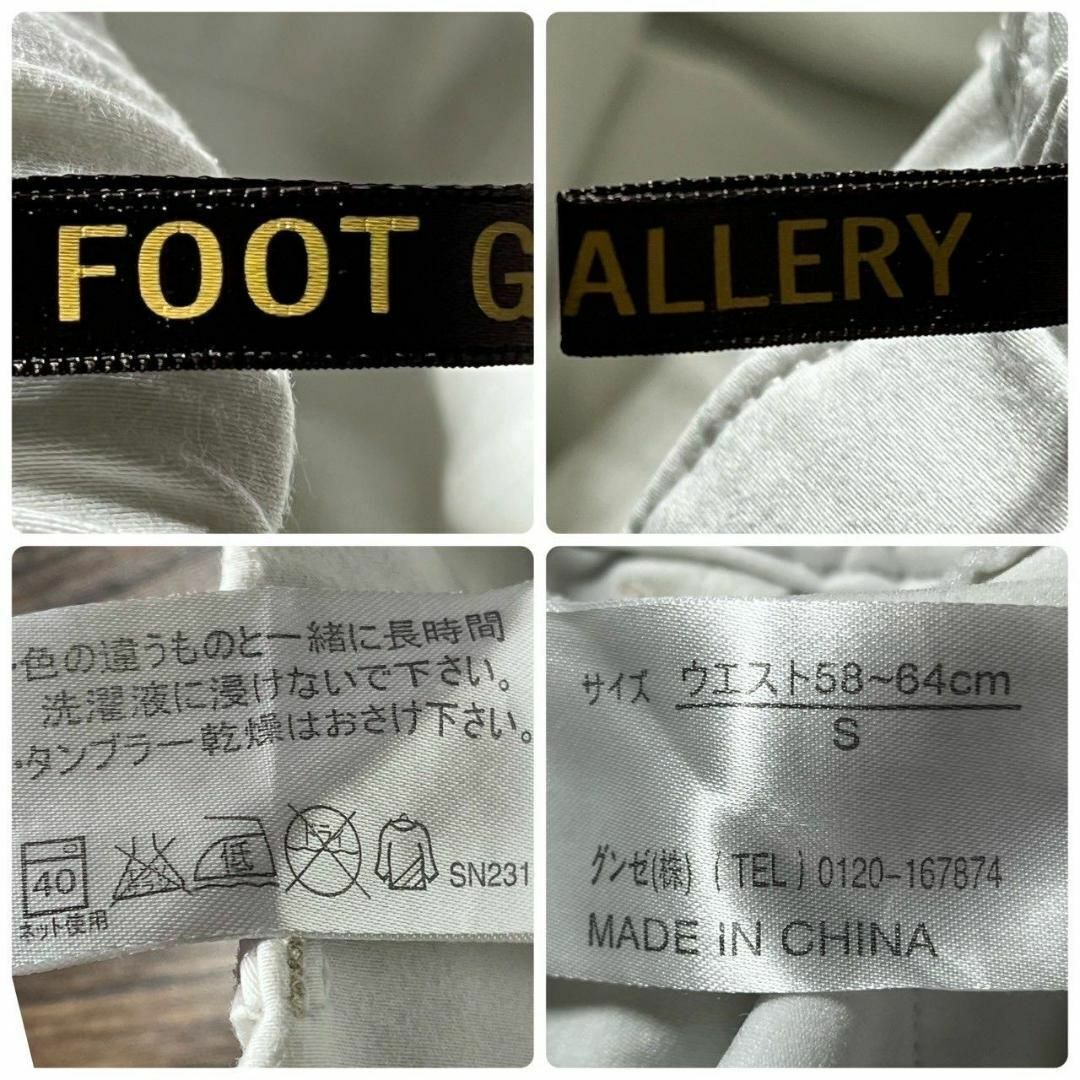 FOOT G
ALLERY
色の違うものと一緒に長時間
洗濯液に浸けないで下さい。
・タンブラー乾燥はおさけ下さい。
40
ネット使用
低
ドライ
SN231
サイズ ウエスト58~64cm
S
グンゼ(株) (TEL) 0120-167874
MADE IN CHINA